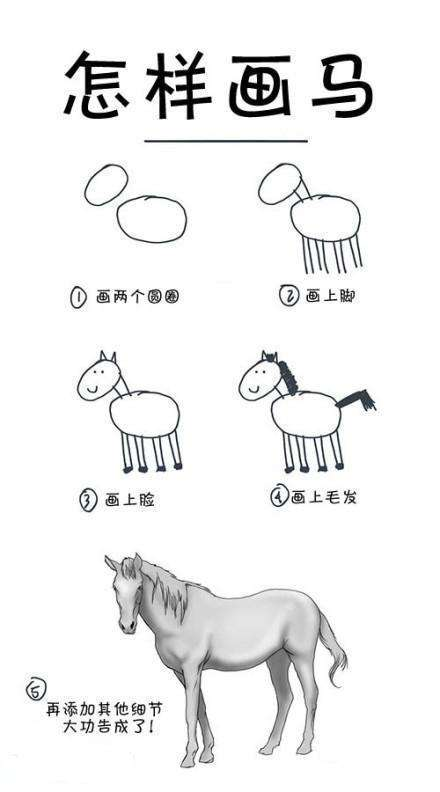 怎样画马
① 画两个圆圈
② 画上脚
③ 画上脸
④ 画上毛发
⑤
再添加其他细节
大功告成了!